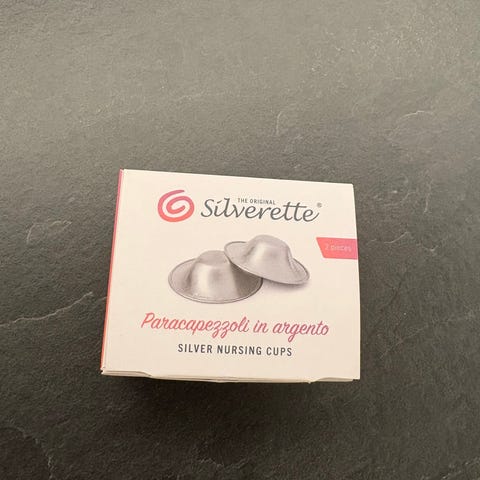 THE ORIGINAL
Silverette®
2 pieces
Paracapezzoli in argento
SILVER NURSING CUPS